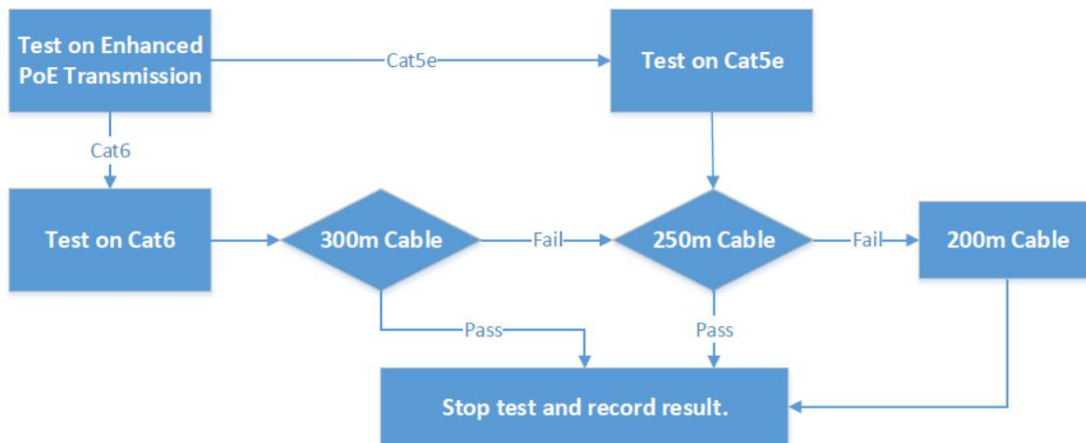 Test on Enhanced
PoE Transmission
Cat5e
Test on Cat5e
Cat6
Test on Cat6
300m Cable
Fail
250m Cable
Fail
200m Cable
Pass
Pass
Stop test and record result.